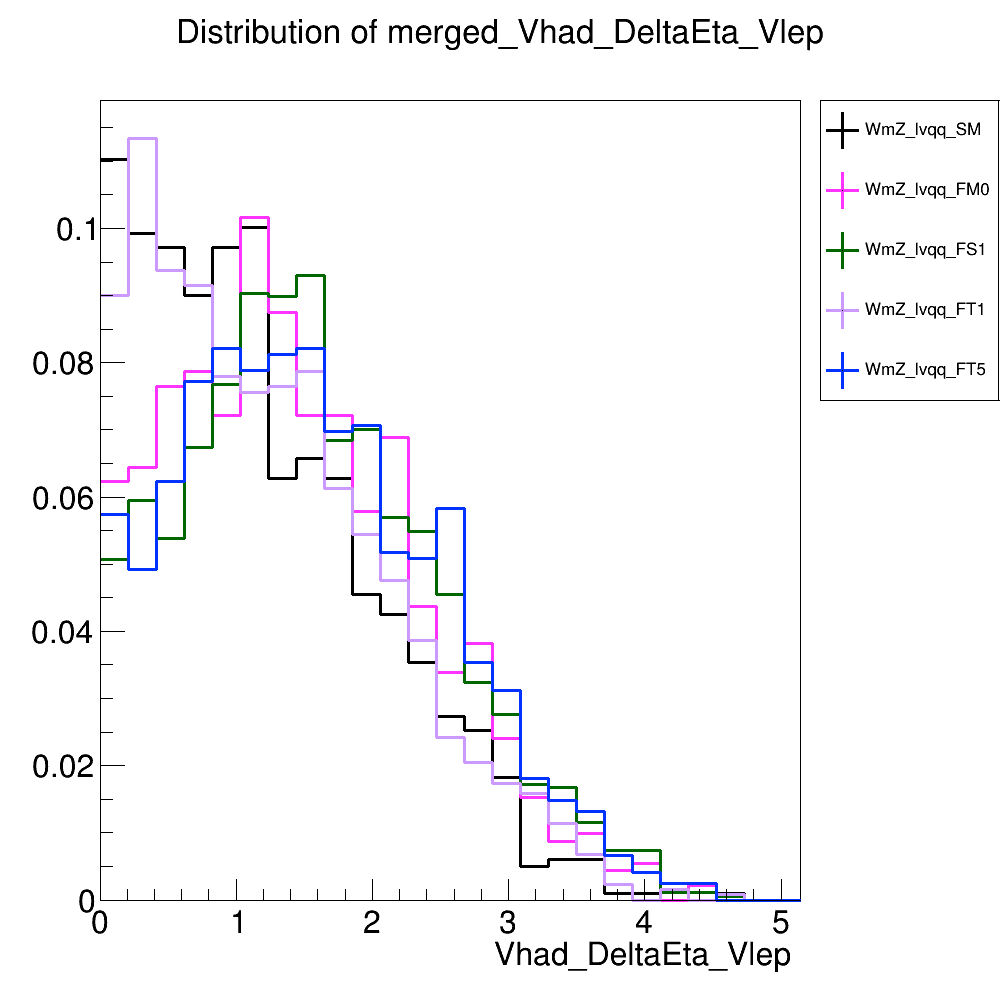 Distribution of merged_Vhad_DeltaEta_Vlep
WmZ_lvqq_SM
WmZ_lvqq_FM0
WmZ_lvqq_FS1
WmZ_lvqq_FT1
WmZ_lvqq_FT5
0.1
0.08
0.06
0.04
0.02
0
0 1 2 3 4 5
Vhad_DeltaEta_Vlep